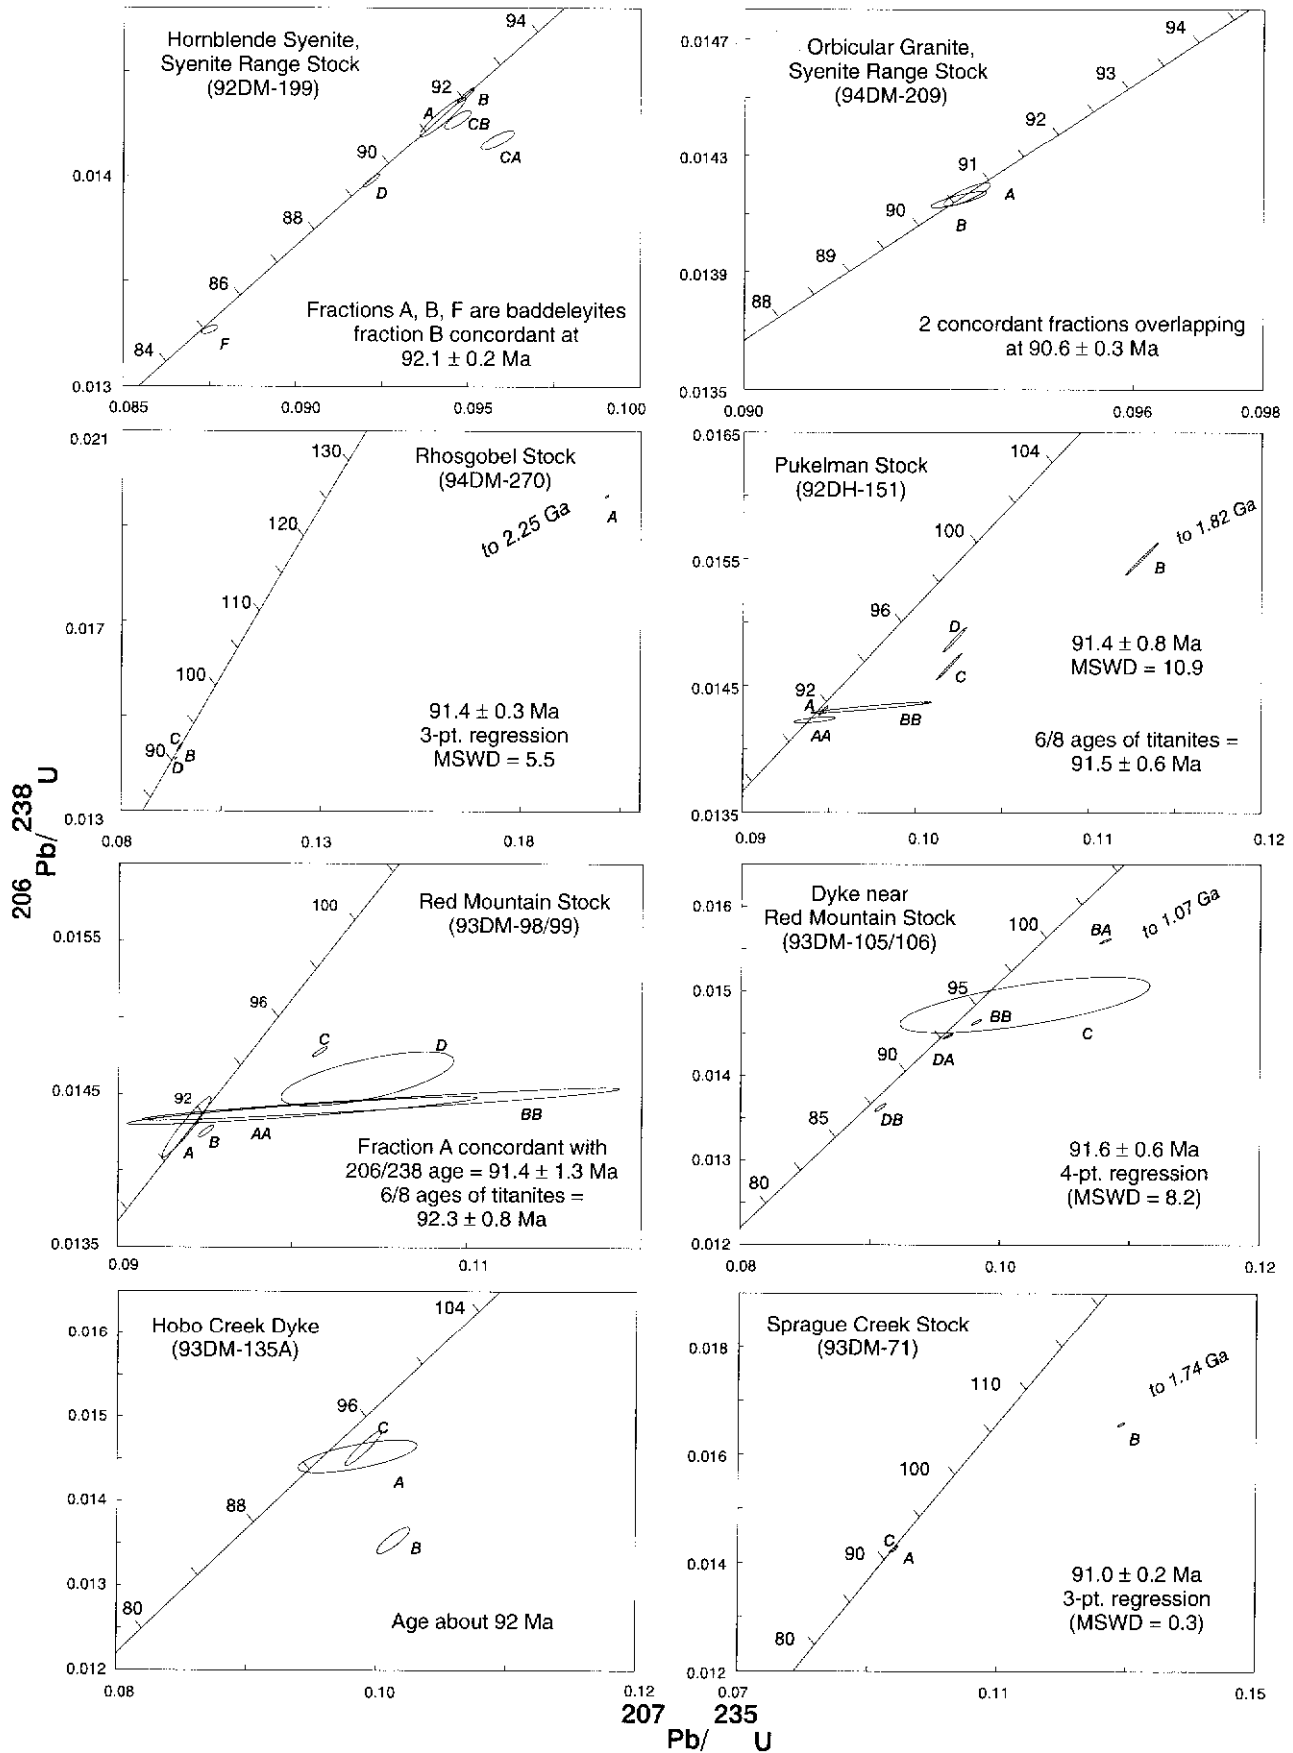 Hornblende Syenite,
Syenite Range Stock
(92DM-199)
94
92
A
B
CB
CA
90
D
88
86
F
84
0.014
0.013
0.085
0.090
0.095
0.100
Fractions A, B, F are baddeleyites
fraction B concordant at
92.1 ± 0.2 Ma
Orbicular Granite,
Syenite Range Stock
(94DM-209)
94
93
92
91
A
90
B
89
88
0.0147
0.0143
0.0139
0.0135
0.090
0.096
0.098
2 concordant fractions overlapping
at 90.6 ± 0.3 Ma
Rhosgobel Stock
(94DM-270)
130
120
110
100
90
C
B
D
A
to 2.25 Ga
0.021
0.017
0.013
0.08
0.13
0.18
91.4 ± 0.3 Ma
3-pt. regression
MSWD = 5.5
Pukelman Stock
(92DH-151)
104
100
96
92
A
AA
BB
D
C
B
to 1.82 Ga
0.0165
0.0155
0.0145
0.0135
0.09
0.10
0.11
0.12
91.4 ± 0.8 Ma
MSWD = 10.9
6/8 ages of titanites =
91.5 ± 0.6 Ma
206
Pb/
238
U
Red Mountain Stock
(93DM-98/99)
100
96
92
C
D
A
B
AA
BB
0.0155
0.0145
0.0135
0.09
0.11
Fraction A concordant with
206/238 age = 91.4 ± 1.3 Ma
6/8 ages of titanites =
92.3 ± 0.8 Ma
Dyke near
Red Mountain Stock
(93DM-105/106)
100
95
90
85
80
BA
BB
C
DA
DB
to 1.07 Ga
0.016
0.015
0.014
0.013
0.012
0.08
0.10
0.12
91.6 ± 0.6 Ma
4-pt. regression
(MSWD = 8.2)
Hobo Creek Dyke
(93DM-135A)
104
96
88
80
C
A
B
0.016
0.015
0.014
0.013
0.012
0.08
0.10
0.12
Age about 92 Ma
Sprague Creek Stock
(93DM-71)
110
100
90
80
C
A
B
to 1.74 Ga
0.018
0.016
0.014
0.012
0.07
0.11
0.15
91.0 ± 0.2 Ma
3-pt. regression
(MSWD = 0.3)
207
Pb/
235
U